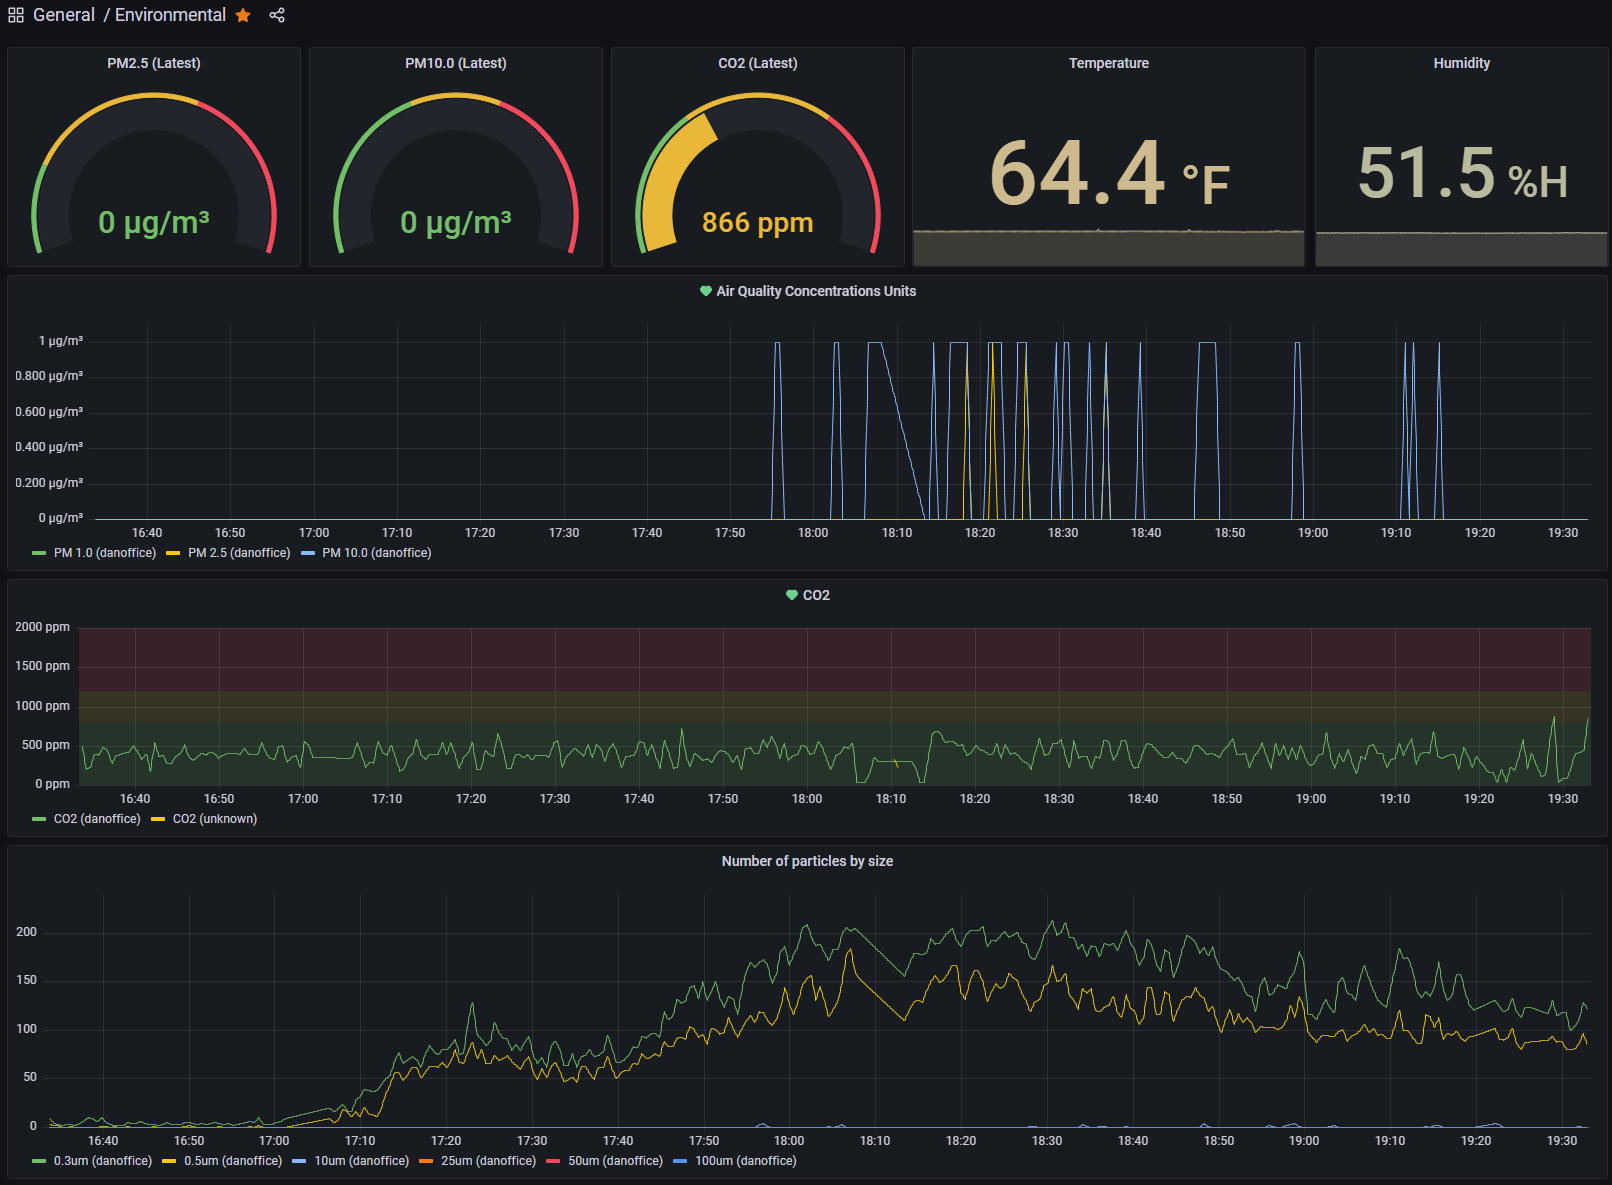 General / Environmental
PM2.5 (Latest)
0 µg/m³
PM10.0 (Latest)
0 µg/m³
CO2 (Latest)
866 ppm
Temperature
64.4 °F
Humidity
51.5 %H
Air Quality Concentrations Units
1 µg/m³
0.800 µg/m³
0.600 µg/m³
0.400 µg/m³
0.200 µg/m³
0 µg/m³
16:40 16:50 17:00 17:10 17:20 17:30 17:40 17:50 18:00 18:10 18:20 18:30 18:40 18:50 19:00 19:10 19:20 19:30
PM 1.0 (danoffice) PM 2.5 (danoffice) PM 10.0 (danoffice)
CO2
2000 ppm
1500 ppm
1000 ppm
500 ppm
0 ppm
16:40 16:50 17:00 17:10 17:20 17:30 17:40 17:50 18:00 18:10 18:20 18:30 18:40 18:50 19:00 19:10 19:20 19:30
CO2 (danoffice) CO2 (unknown)
Number of particles by size
200
150
100
50
0
16:40 16:50 17:00 17:10 17:20 17:30 17:40 17:50 18:00 18:10 18:20 18:30 18:40 18:50 19:00 19:10 19:20 19:30
0.3um (danoffice) 0.5um (danoffice) 10um (danoffice) 25um (danoffice) 50um (danoffice) 100um (danoffice)